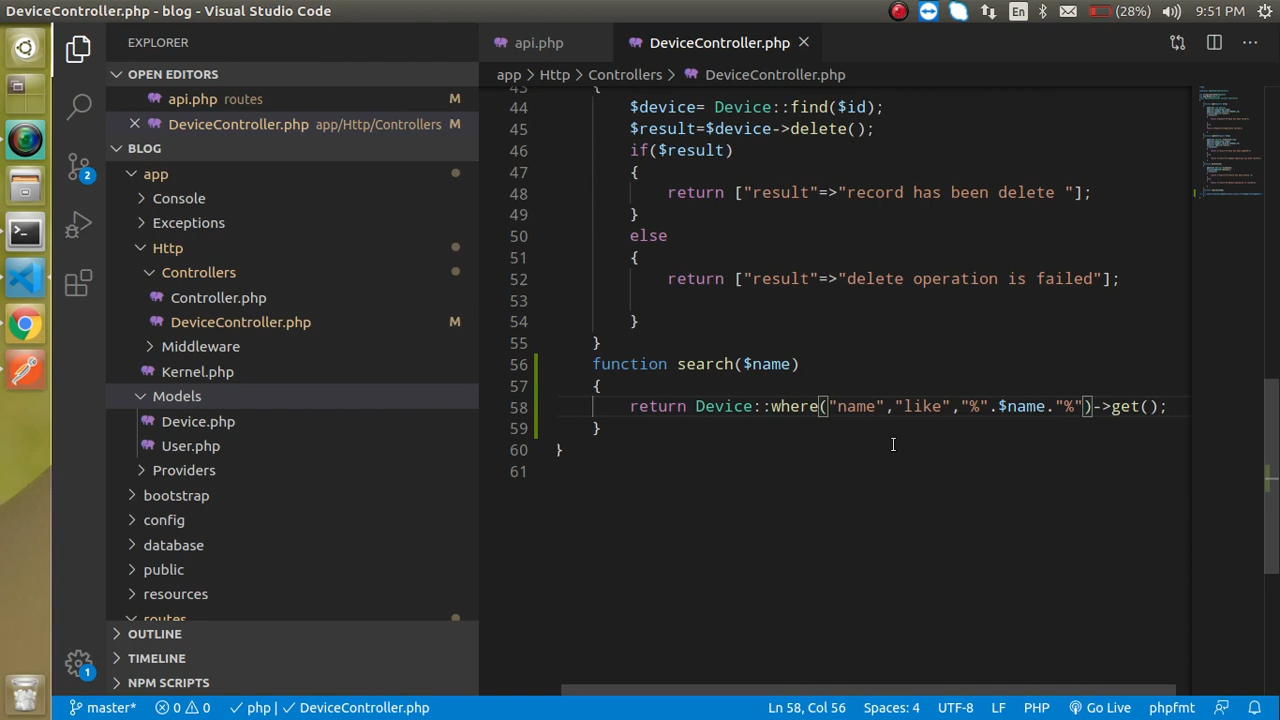 DeviceController.php - blog - Visual Studio Code
En
(28%)
9:51 PM
EXPLORER
OPEN EDITORS
api.php routes M
DeviceController.php app/Http/Controllers M
BLOG
app
Console
Exceptions
Http
Controllers
Controller.php
DeviceController.php M
Middleware
Kernel.php
Models
Device.php
User.php
Providers
bootstrap
config
database
public
resources
routes
OUTLINE
TIMELINE
NPM SCRIPTS
2
1
api.php
DeviceController.php
app > Http > Controllers > DeviceController.php
43 {
44 $device= Device::find($id);
45 $result=$device->delete();
46 if($result)
47 {
48 return ["result"=>"record has been delete "];
49 }
50 else
51 {
52 return ["result"=>"delete operation is failed"];
53
54 }
55 }
56 function search($name)
57 {
58 return Device::where("name","like","%".$name."%")->get();
59 }
60 }
61
master* 0 0 php | DeviceController.php Ln 58, Col 56 Spaces: 4 UTF-8 LF PHP Go Live phpfmt